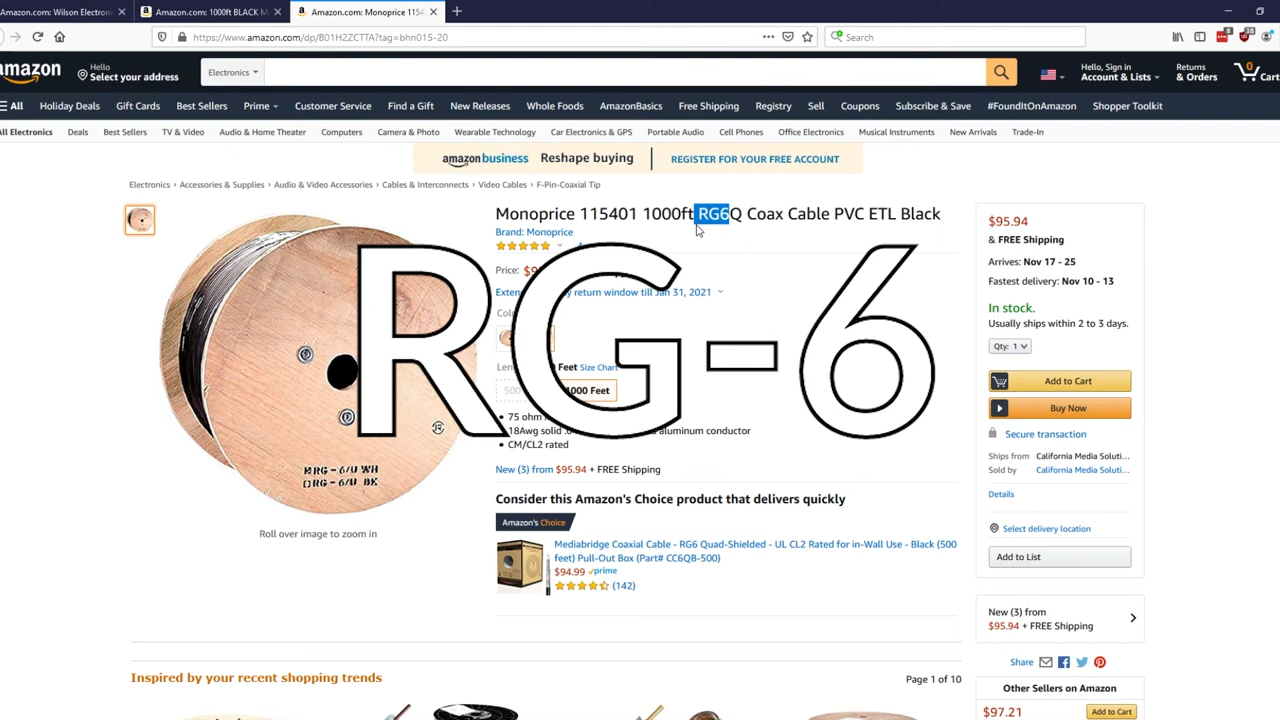 Amazon.com: Wilson Electroni
Amazon.com: 1000ft BLACK M
Amazon.com: Monoprice 1154
https://www.amazon.com/dp/B01H2ZCTTA?tag=bhn015-20
Search
amazon
Hello
Select your address
Electronics
Hello, Sign in
Account & Lists
Returns
& Orders
0
Cart
All
Holiday Deals
Gift Cards
Best Sellers
Prime
Customer Service
Find a Gift
New Releases
Whole Foods
AmazonBasics
Free Shipping
Registry
Sell
Coupons
Subscribe & Save
#FoundItOnAmazon
Shopper Toolkit
All Electronics
Deals
Best Sellers
TV & Video
Audio & Home Theater
Computers
Camera & Photo
Wearable Technology
Car Electronics & GPS
Portable Audio
Cell Phones
Office Electronics
Musical Instruments
New Arrivals
Trade-In
amazon business Reshape buying
REGISTER FOR YOUR FREE ACCOUNT
Electronics › Accessories & Supplies › Audio & Video Accessories › Cables & Interconnects › Video Cables › F-Pin-Coaxial Tip
Monoprice 115401 1000ft RG6Q Coax Cable PVC ETL Black
Brand: Monoprice
Price:
return window till Jan 31, 2021
RG-6
Feet Size Chart
1000 Feet
75 ohm
18Awg solid
aluminum conductor
CM/CL2 rated
New (3) from $95.94 + FREE Shipping
RG - 6/U WH
RG - 6/U BK
Roll over image to zoom in
Consider this Amazon's Choice product that delivers quickly
Amazon's Choice
Mediabridge Coaxial Cable - RG6 Quad-Shielded - UL CL2 Rated for in-Wall Use - Black (500
feet) Pull-Out Box (Part# CC6QB-500)
$94.99 prime
(142)
$95.94
& FREE Shipping
Arrives: Nov 17 - 25
Fastest delivery: Nov 10 - 13
In stock.
Usually ships within 2 to 3 days.
Qty: 1
Add to Cart
Buy Now
Secure transaction
Ships from California Media Soluti...
Sold by California Media Soluti...
Details
Select delivery location
Add to List
New (3) from
$95.94 + FREE Shipping
Share
Other Sellers on Amazon
$97.21
Add to Cart
Inspired by your recent shopping trends
Page 1 of 10